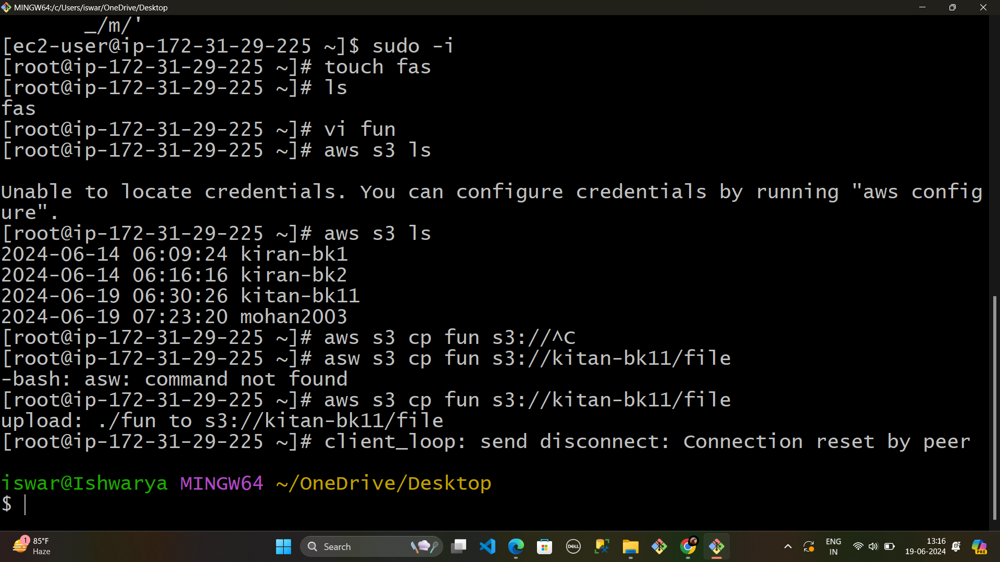 MINGW64:/c/Users/iswar/OneDrive/Desktop
_/m/'
[ec2-user@ip-172-31-29-225 ~]$ sudo -i
[root@ip-172-31-29-225 ~]# touch fas
[root@ip-172-31-29-225 ~]# ls
fas
[root@ip-172-31-29-225 ~]# vi fun
[root@ip-172-31-29-225 ~]# aws s3 ls
Unable to locate credentials. You can configure credentials by running "aws config
ure".
[root@ip-172-31-29-225 ~]# aws s3 ls
2024-06-14 06:09:24 kiran-bk1
2024-06-14 06:16:16 kiran-bk2
2024-06-19 06:30:26 kitan-bk11
2024-06-19 07:23:20 mohan2003
[root@ip-172-31-29-225 ~]# aws s3 cp fun s3://^C
[root@ip-172-31-29-225 ~]# asw s3 cp fun s3://kitan-bk11/file
-bash: asw: command not found
[root@ip-172-31-29-225 ~]# aws s3 cp fun s3://kitan-bk11/file
upload: ./fun to s3://kitan-bk11/file
[root@ip-172-31-29-225 ~]# client_loop: send disconnect: Connection reset by peer
iswar@Ishwarya MINGW64 ~/OneDrive/Desktop
$
1
85°F
Haze
Search
DELL
ENG
IN
13:16
19-06-2024
PRE